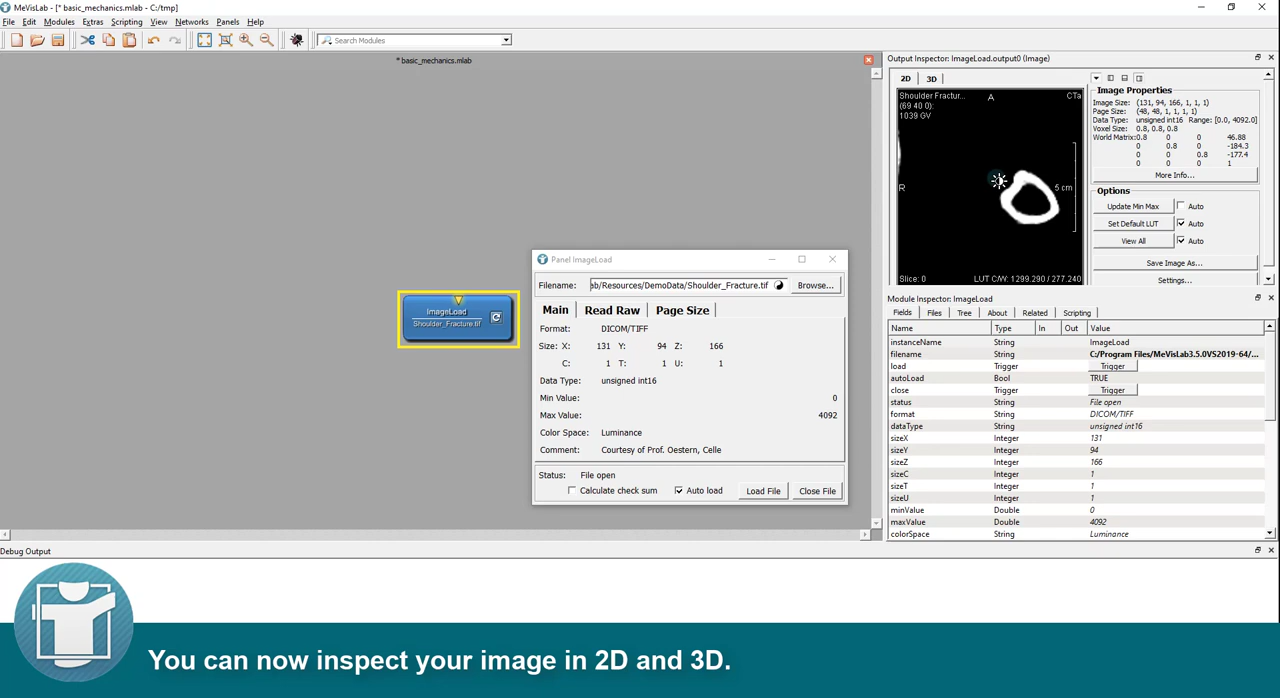 MeVisLab - [* basic_mechanics.mlab - C:/tmp]
File Edit Modules Extras Scripting View Networks Panels Help
Search Modules
* basic_mechanics.mlab
ImageLoad
Shoulder_Fracture.tif
Panel ImageLoad
Filename: ab/Resources/DemoData/Shoulder_Fracture.tif Browse...
Main Read Raw Page Size
Format: DICOM/TIFF
Size: X: 131 Y: 94 Z: 166
C: 1 T: 1 U: 1
Data Type: unsigned int16
Min Value: 0
Max Value: 4092
Color Space: Luminance
Comment: Courtesy of Prof. Oestern, Celle
Status: File open
Calculate check sum Auto load Load File Close File
Output Inspector: ImageLoad.output0 (Image)
2D 3D
Shoulder Fractur... A CTa
(69 40 0):
1039 GV
R 5 cm
Slice: 0 LUT C/W: 1299.290 / 277.240
Image Properties
Image Size: (131, 94, 166, 1, 1, 1)
Page Size: (48, 48, 1, 1, 1, 1)
Data Type: unsigned int16 Range: [0.0, 4092.0]
Voxel Size: 0.8, 0.8, 0.8
World Matrix: 0.8 0 0 46.88
0 0.8 0 -184.3
0 0 0.8 -177.4
0 0 0 1
More Info...
Options
Update Min Max Auto
Set Default LUT Auto
View All Auto
Save Image As...
Settings...
Module Inspector: ImageLoad
Fields Files Tree About Related Scripting
Name Type In Out Value
instanceName String ImageLoad
filename String C:/Program Files/MeVisLab3.5.0VS2019-64/...
load Trigger Trigger
autoLoad Bool TRUE
close Trigger Trigger
status String File open
format String DICOM/TIFF
dataType String unsigned int16
sizeX Integer 131
sizeY Integer 94
sizeZ Integer 166
sizeC Integer 1
sizeT Integer 1
sizeU Integer 1
minValue Double 0
maxValue Double 4092
colorSpace String Luminance
Debug Output
You can now inspect your image in 2D and 3D.